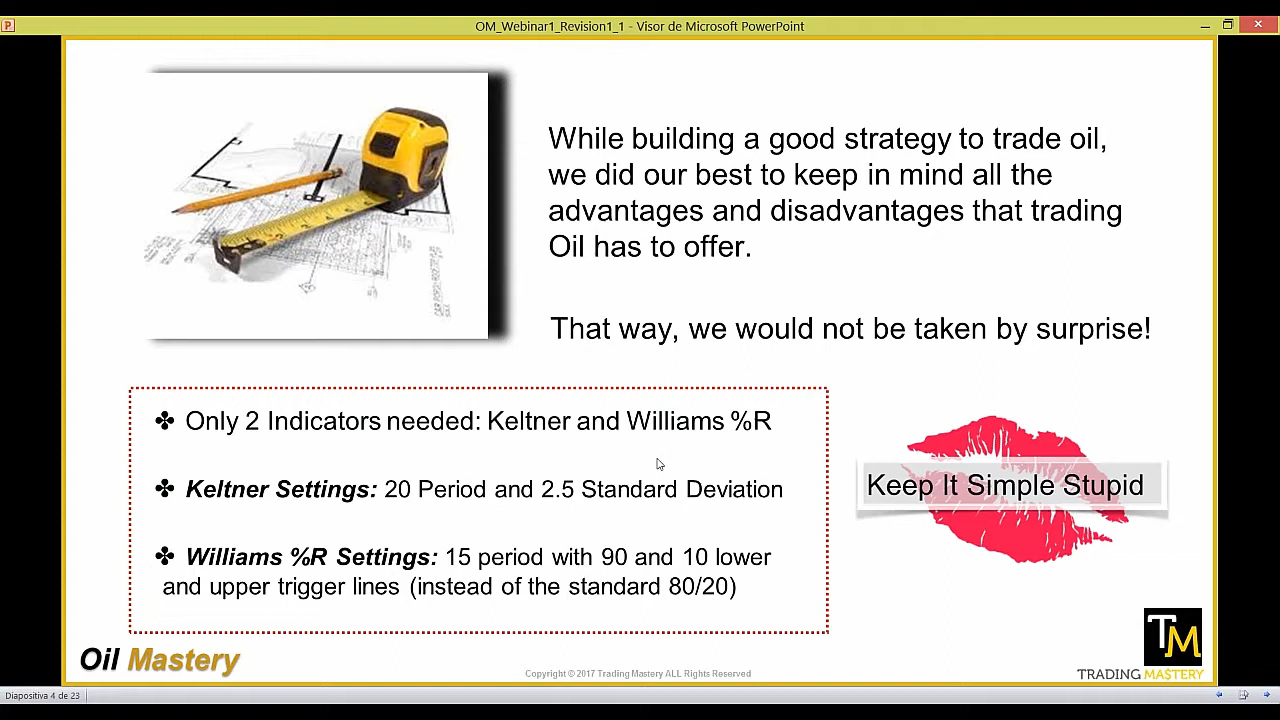 OM_Webinar1_Revision1_1 - Visor de Microsoft PowerPoint
While building a good strategy to trade oil,
we did our best to keep in mind all the
advantages and disadvantages that trading
Oil has to offer.
That way, we would not be taken by surprise!
✤ Only 2 Indicators needed: Keltner and Williams %R
✤ Keltner Settings: 20 Period and 2.5 Standard Deviation
✤ Williams %R Settings: 15 period with 90 and 10 lower
and upper trigger lines (instead of the standard 80/20)
Keep It Simple Stupid
Oil Mastery
Copyright © 2017 Trading Mastery ALL Rights Reserved
TM
TRADING MASTERY
Diapositiva 4 de 23